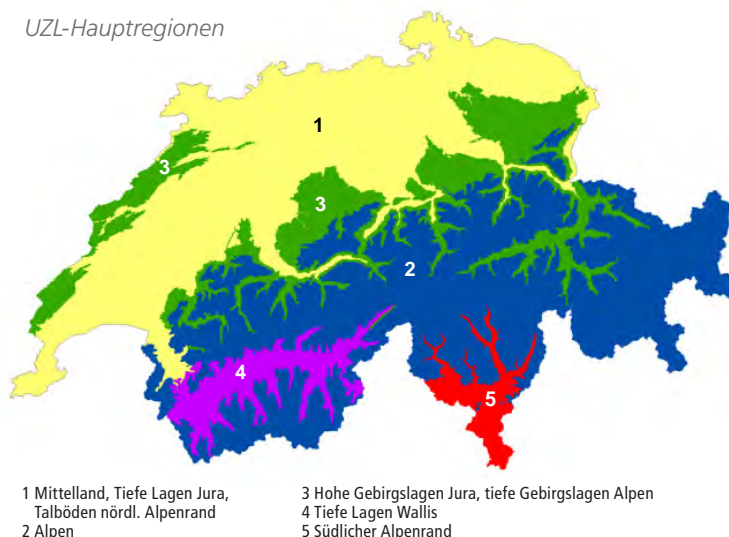 UZL-Hauptregionen
1
3
3
2
4
5
1 Mittelland, Tiefe Lagen Jura,
Talböden nördl. Alpenrand
2 Alpen
3 Hohe Gebirgslagen Jura, tiefe Gebirgslagen Alpen
4 Tiefe Lagen Wallis
5 Südlicher Alpenrand